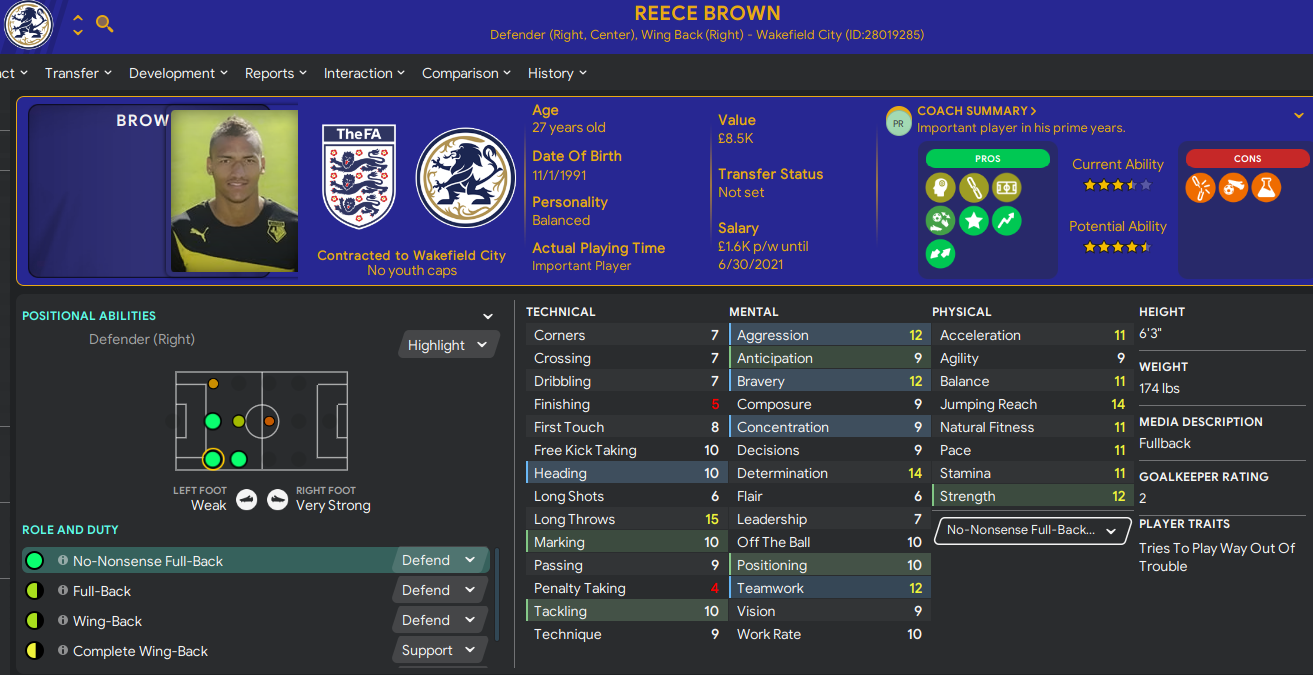 REECE BROWN
Defender (Right, Center), Wing Back (Right) - Wakefield City (ID:28019285)
ct Transfer Development Reports Interaction Comparison History
BROW
TheFA
Contracted to Wakefield City
No youth caps
Age
27 years old
Date Of Birth
11/1/1991
Personality
Balanced
Actual Playing Time
Important Player
Value
£8.5K
Transfer Status
Not set
Salary
£1.6K p/w until
6/30/2021
PR
COACH SUMMARY >
Important player in his prime years.
PROS
Current Ability
Potential Ability
CONS
POSITIONAL ABILITIES
Defender (Right)
Highlight
LEFT FOOT
Weak
RIGHT FOOT
Very Strong
ROLE AND DUTY
No-Nonsense Full-Back Defend
Full-Back Defend
Wing-Back Defend
Complete Wing-Back Support
TECHNICAL
Corners 7
Crossing 7
Dribbling 7
Finishing 5
First Touch 8
Free Kick Taking 10
Heading 10
Long Shots 6
Long Throws 15
Marking 10
Passing 9
Penalty Taking 4
Tackling 10
Technique 9
MENTAL
Aggression 12
Anticipation 9
Bravery 12
Composure 9
Concentration 9
Decisions 9
Determination 14
Flair 6
Leadership 7
Off The Ball 10
Positioning 10
Teamwork 12
Vision 9
Work Rate 10
PHYSICAL
Acceleration 11
Agility 9
Balance 11
Jumping Reach 14
Natural Fitness 11
Pace 11
Stamina 11
Strength 12
No-Nonsense Full-Back...
HEIGHT
6'3"
WEIGHT
174 lbs
MEDIA DESCRIPTION
Fullback
GOALKEEPER RATING
2
PLAYER TRAITS
Tries To Play Way Out Of
Trouble